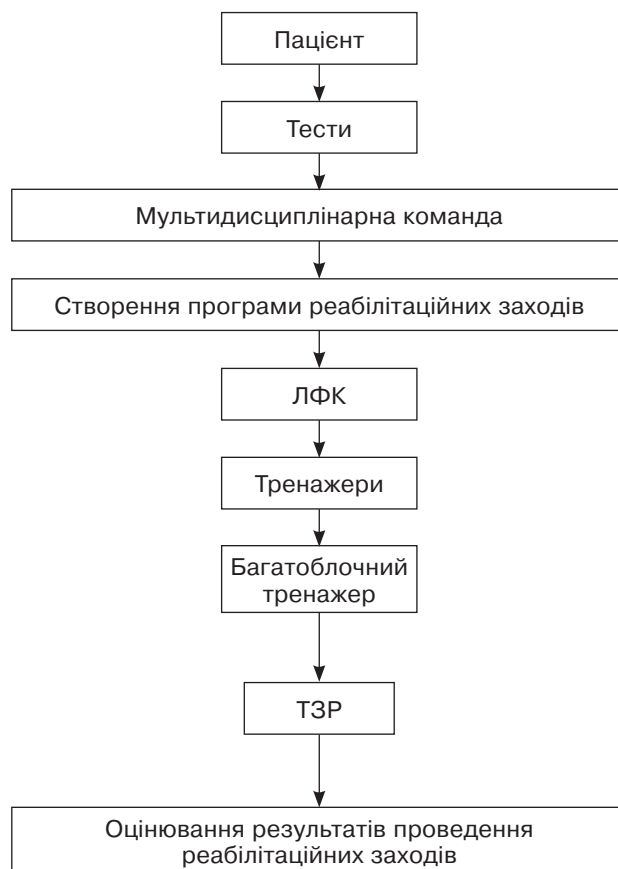 Пацієнт
Тести
Мультидисциплінарна команда
Створення програми реабілітаційних заходів
ЛФК
Тренажери
Багатоблочний
тренажер
ТЗР
Оцінювання результатів проведення
реабілітаційних заходів